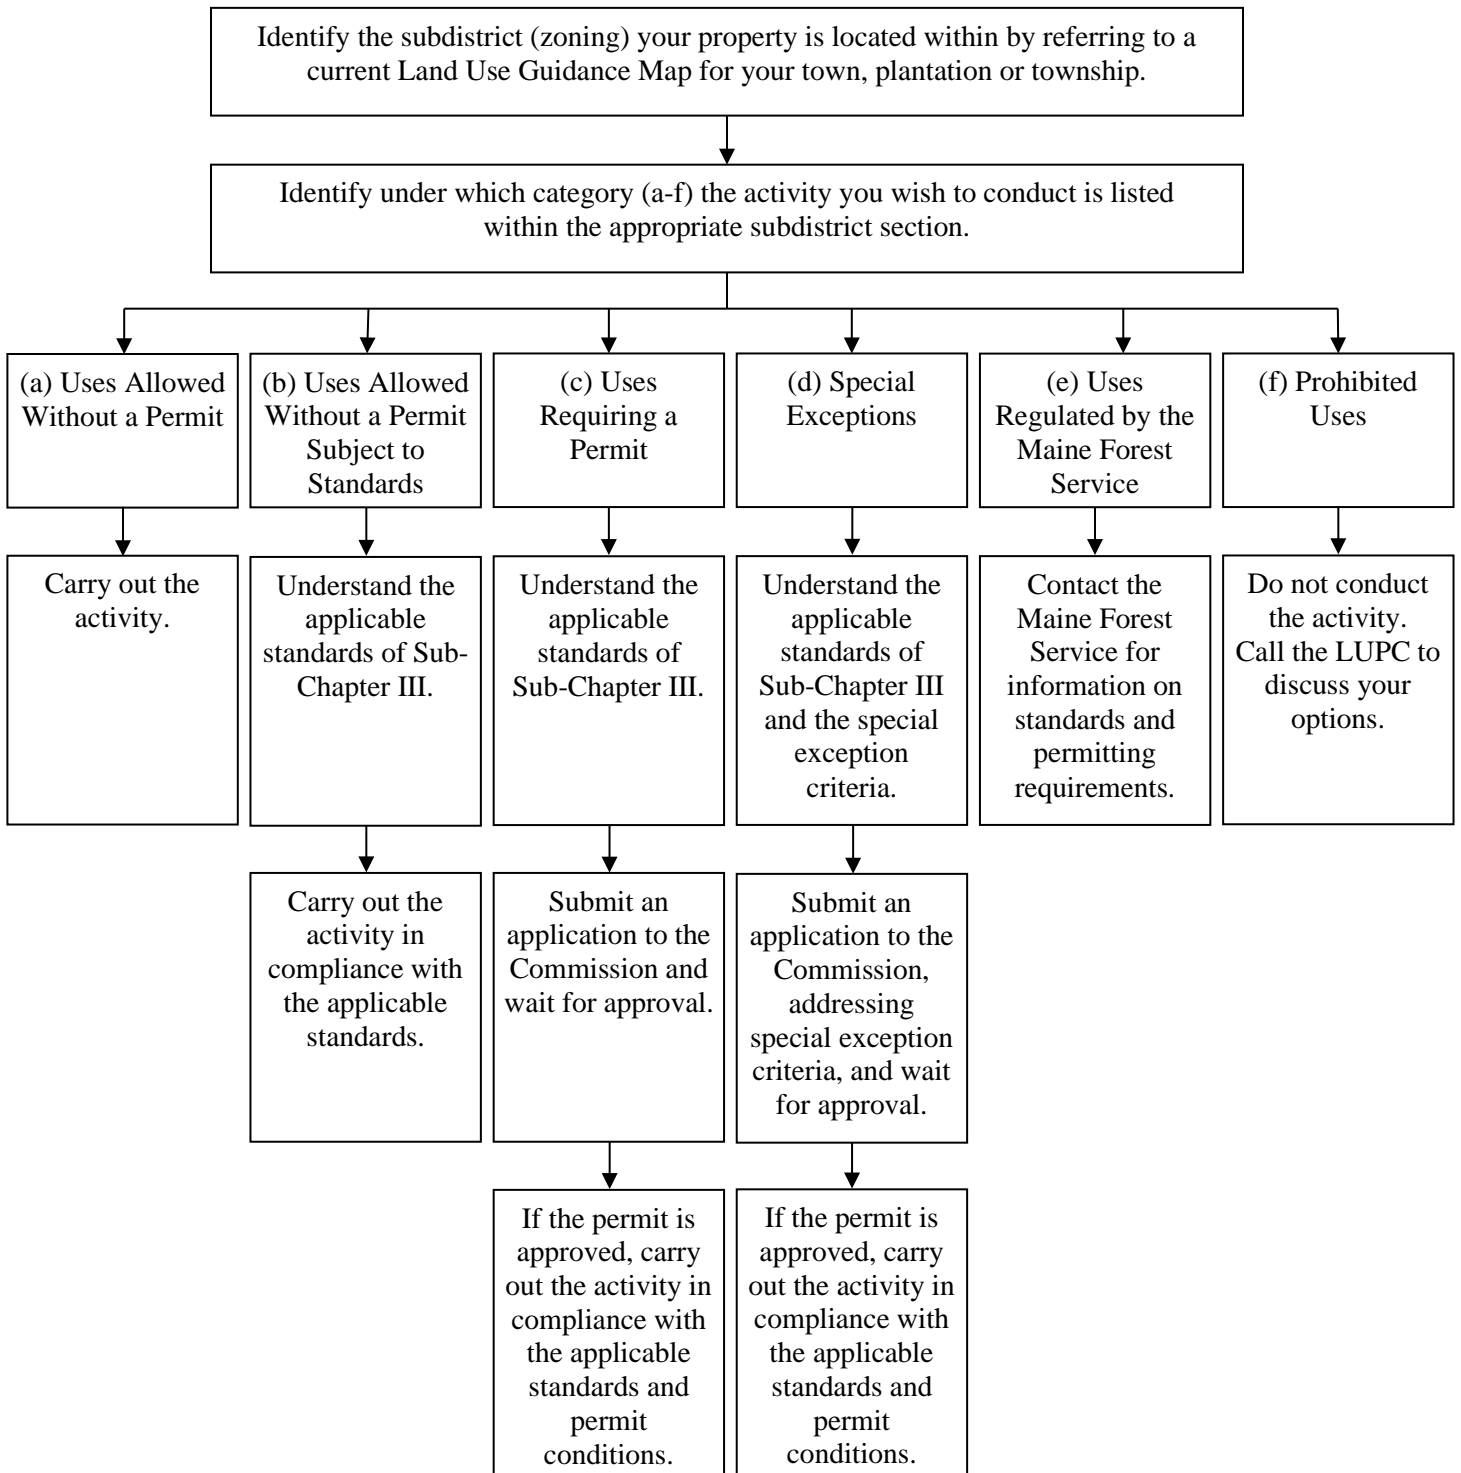 Identify the subdistrict (zoning) your property is located within by referring to a
current Land Use Guidance Map for your town, plantation or township.
Identify under which category (a-f) the activity you wish to conduct is listed
within the appropriate subdistrict section.
(a) Uses Allowed
Without a Permit
(b) Uses Allowed
Without a Permit
Subject to
Standards
(c) Uses
Requiring a
Permit
(d) Special
Exceptions
(e) Uses
Regulated by the
Maine Forest
Service
(f) Prohibited
Uses
Carry out the
activity.
Understand the
applicable
standards of Sub-
Chapter III.
Understand the
applicable
standards of
Sub-Chapter III.
Understand the
applicable
standards of
Sub-Chapter III
and the special
exception
criteria.
Contact the
Maine Forest
Service for
information on
standards and
permitting
requirements.
Do not conduct
the activity.
Call the LUPC to
discuss your
options.
Carry out the
activity in
compliance with
the applicable
standards.
Submit an
application to the
Commission and
wait for approval.
Submit an
application to the
Commission,
addressing
special exception
criteria, and wait
for approval.
If the permit is
approved, carry
out the activity in
compliance with
the applicable
standards and
permit
conditions.
If the permit is
approved, carry
out the activity in
compliance with
the applicable
standards and
permit
conditions.